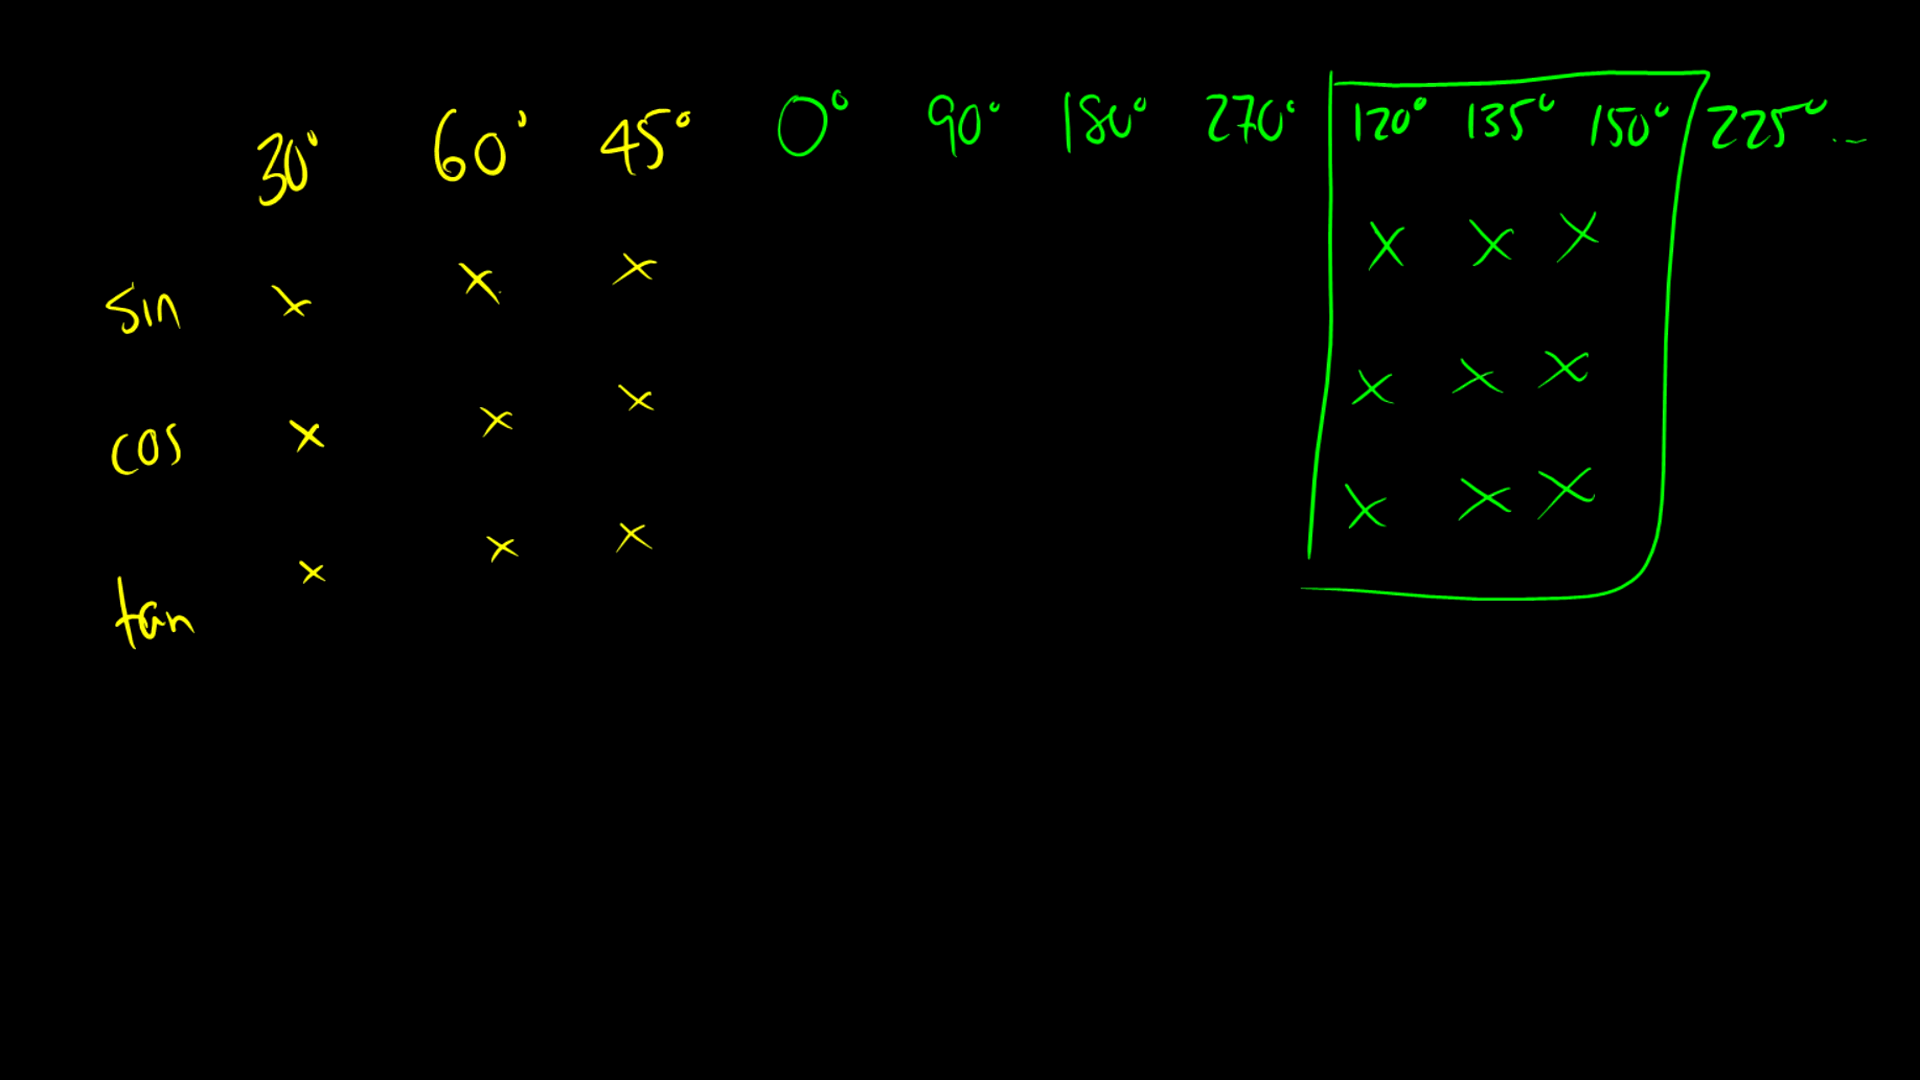 30° 60° 45° 0° 90° 180° 270° 120° 135° 150° 225° ...
sin x x x x x x
cos x x x x x x
tan x x x x x x